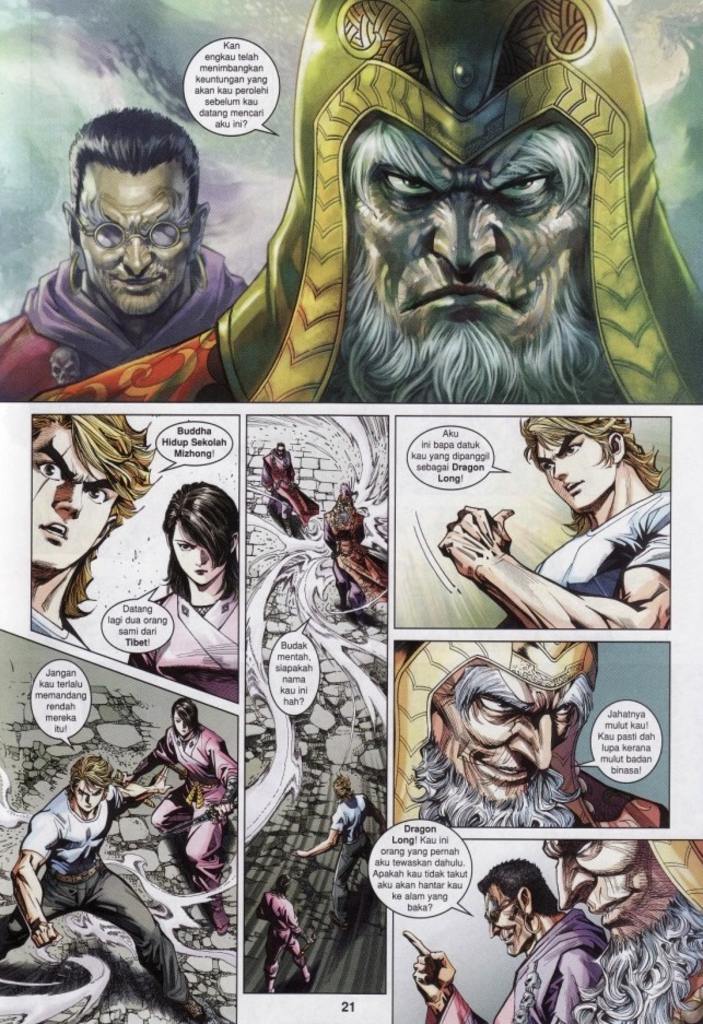 Kan
engkau telah
menimbangkan
keuntungan yang
akan kau perolehi
sebelum kau
datang mencari
aku ini?
Buddha
Hidup Sekolah
Mizhong!
Datang
lagi dua orang
sami dari
Tibet!
Jangan
kau terlalu
memandang
rendah
mereka
itu!
Budak
mentah,
siapakah
nama
kau ini
hah?
Aku
ini bapa datuk
kau yang dipanggil
sebagai Dragon
Long!
Jahatnya
mulut kau!
Kau pasti dah
lupa kerana
mulut badan
binasa!
Dragon
Long! Kau ini
orang yang pernah
aku tewaskan dahulu.
Apakah kau tidak takut
aku akan hantar kau
ke alam yang
baka?
21